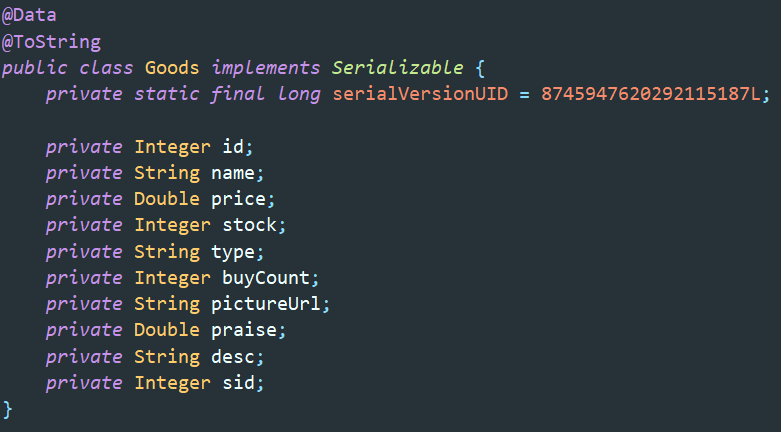 @Data
@ToString
public class Goods implements Serializable {
    private static final long serialVersionUID = 8745947620292115187L;

    private Integer id;
    private String name;
    private Double price;
    private Integer stock;
    private String type;
    private Integer buyCount;
    private String pictureUrl;
    private Double praise;
    private String desc;
    private Integer sid;
}